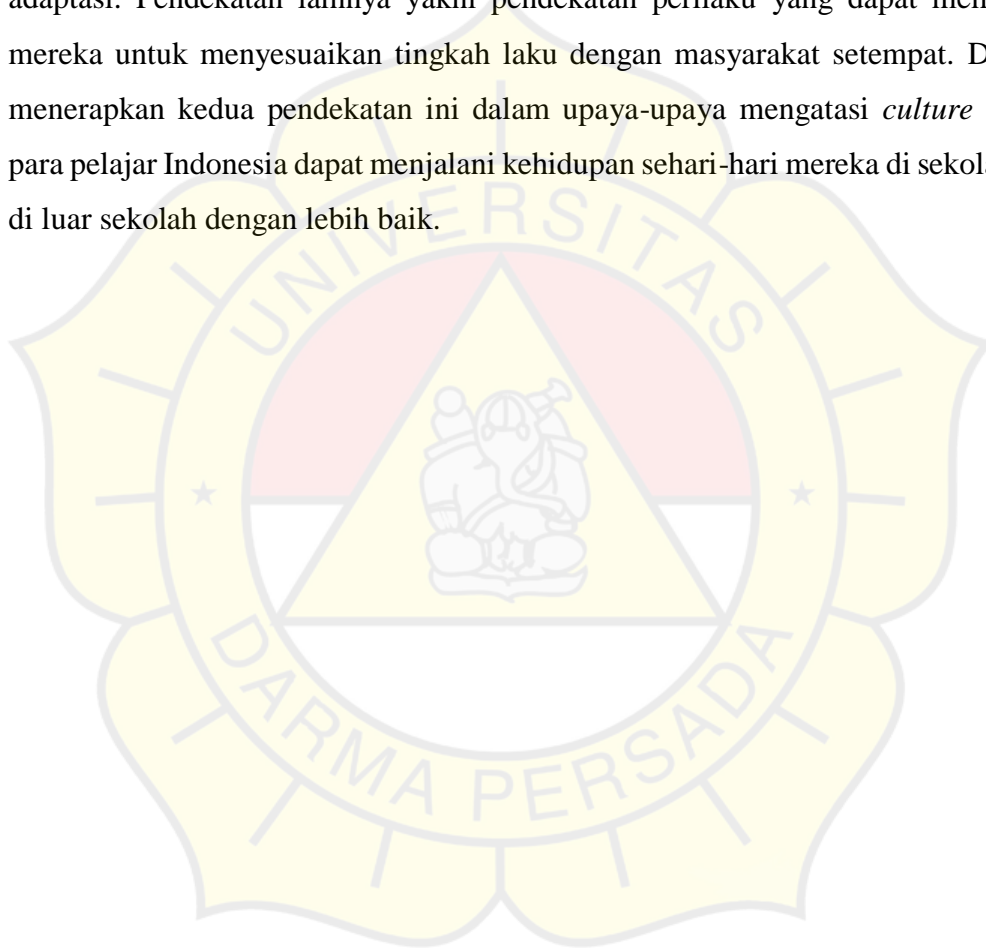 adaptasi. Pendekatan lainnya yakni pendekatan perilaku yang dapat
mereka untuk menyesuaikan tingkah laku dengan masyarakat setempat.
menerapkan kedua pendekatan ini dalam upaya-upaya mengatasi culture
para pelajar Indonesia dapat menjalani kehidupan sehari-hari mereka di
di luar sekolah dengan lebih baik.
UNIVERSITAS
DARMA PERSADA